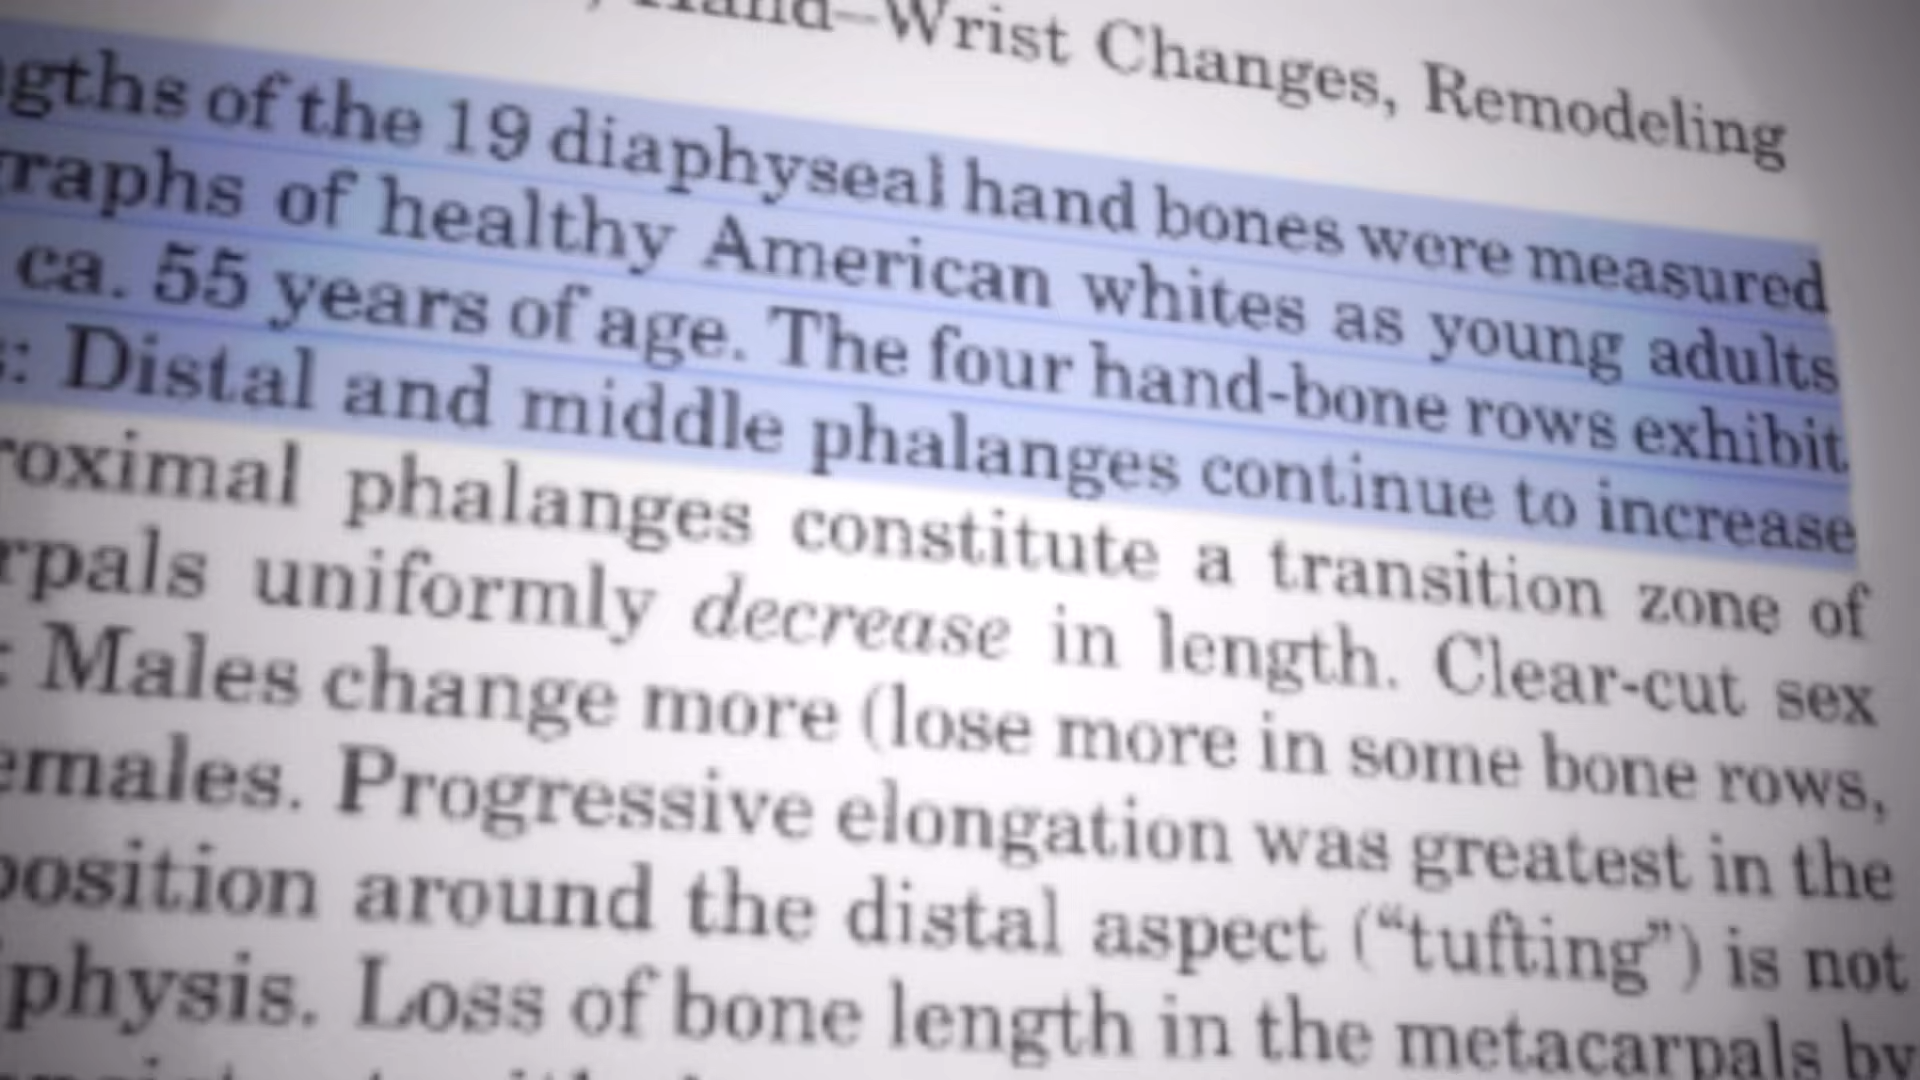 Hand–Wrist Changes, Remodeling
gths of the 19 diaphyseal hand bones were measured
raphs of healthy American whites as young adults
ca. 55 years of age. The four hand-bone rows exhibit
: Distal and middle phalanges continue to increase
roximal phalanges constitute a transition zone of
rpals uniformly decrease in length. Clear-cut sex
: Males change more (lose more in some bone rows,
emales. Progressive elongation was greatest in the
position around the distal aspect (“tufting”) is not
physis. Loss of bone length in the metacarpals by